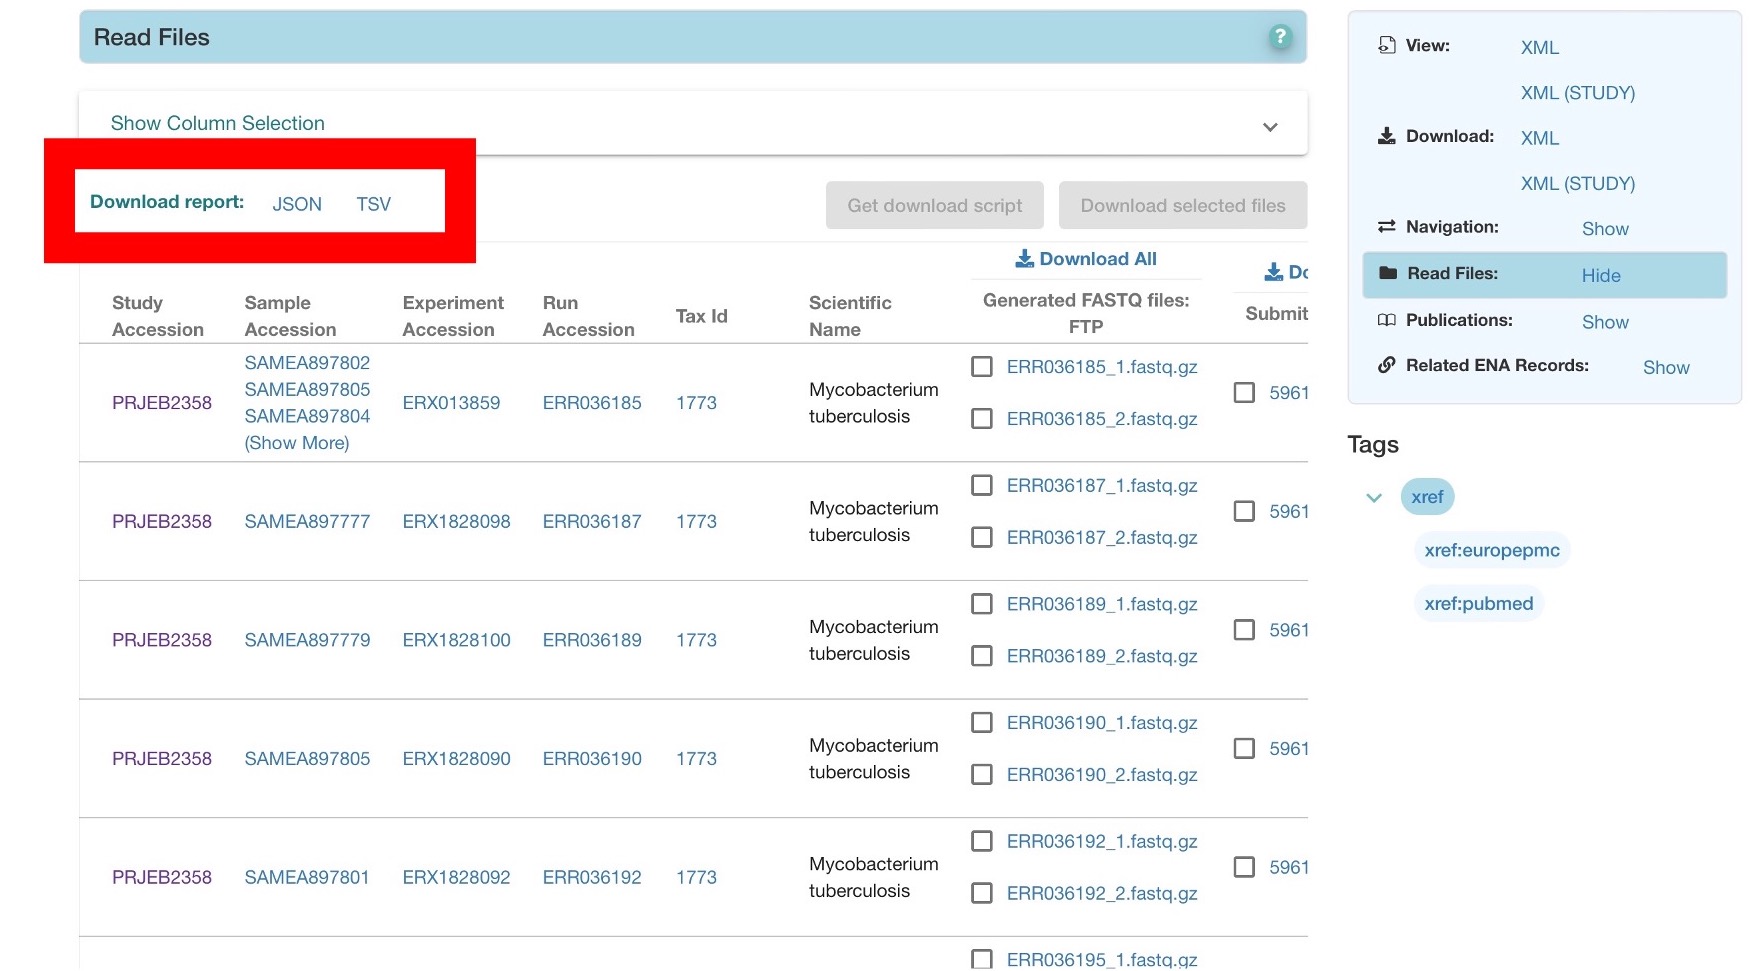 Read Files
?
Show Column Selection
Download report: JSON TSV
Get download script
Download selected files
Study Accession
Sample Accession
Experiment Accession
Run Accession
Tax Id
Scientific Name
Download All
Generated FASTQ files: FTP
Do
Submit
PRJEB2358
SAMEA897802
SAMEA897805
SAMEA897804
(Show More)
ERX013859
ERR036185
1773
Mycobacterium
tuberculosis
ERR036185_1.fastq.gz
ERR036185_2.fastq.gz
5961
PRJEB2358
SAMEA897777
ERX1828098
ERR036187
1773
Mycobacterium
tuberculosis
ERR036187_1.fastq.gz
ERR036187_2.fastq.gz
5961
PRJEB2358
SAMEA897779
ERX1828100
ERR036189
1773
Mycobacterium
tuberculosis
ERR036189_1.fastq.gz
ERR036189_2.fastq.gz
5961
PRJEB2358
SAMEA897805
ERX1828090
ERR036190
1773
Mycobacterium
tuberculosis
ERR036190_1.fastq.gz
ERR036190_2.fastq.gz
5961
PRJEB2358
SAMEA897801
ERX1828092
ERR036192
1773
Mycobacterium
tuberculosis
ERR036192_1.fastq.gz
ERR036192_2.fastq.gz
5961
ERR036195_1.fastq.gz
View: XML
XML (STUDY)
Download: XML
XML (STUDY)
Navigation: Show
Read Files: Hide
Publications: Show
Related ENA Records: Show
Tags
xref
xref:europepmc
xref:pubmed